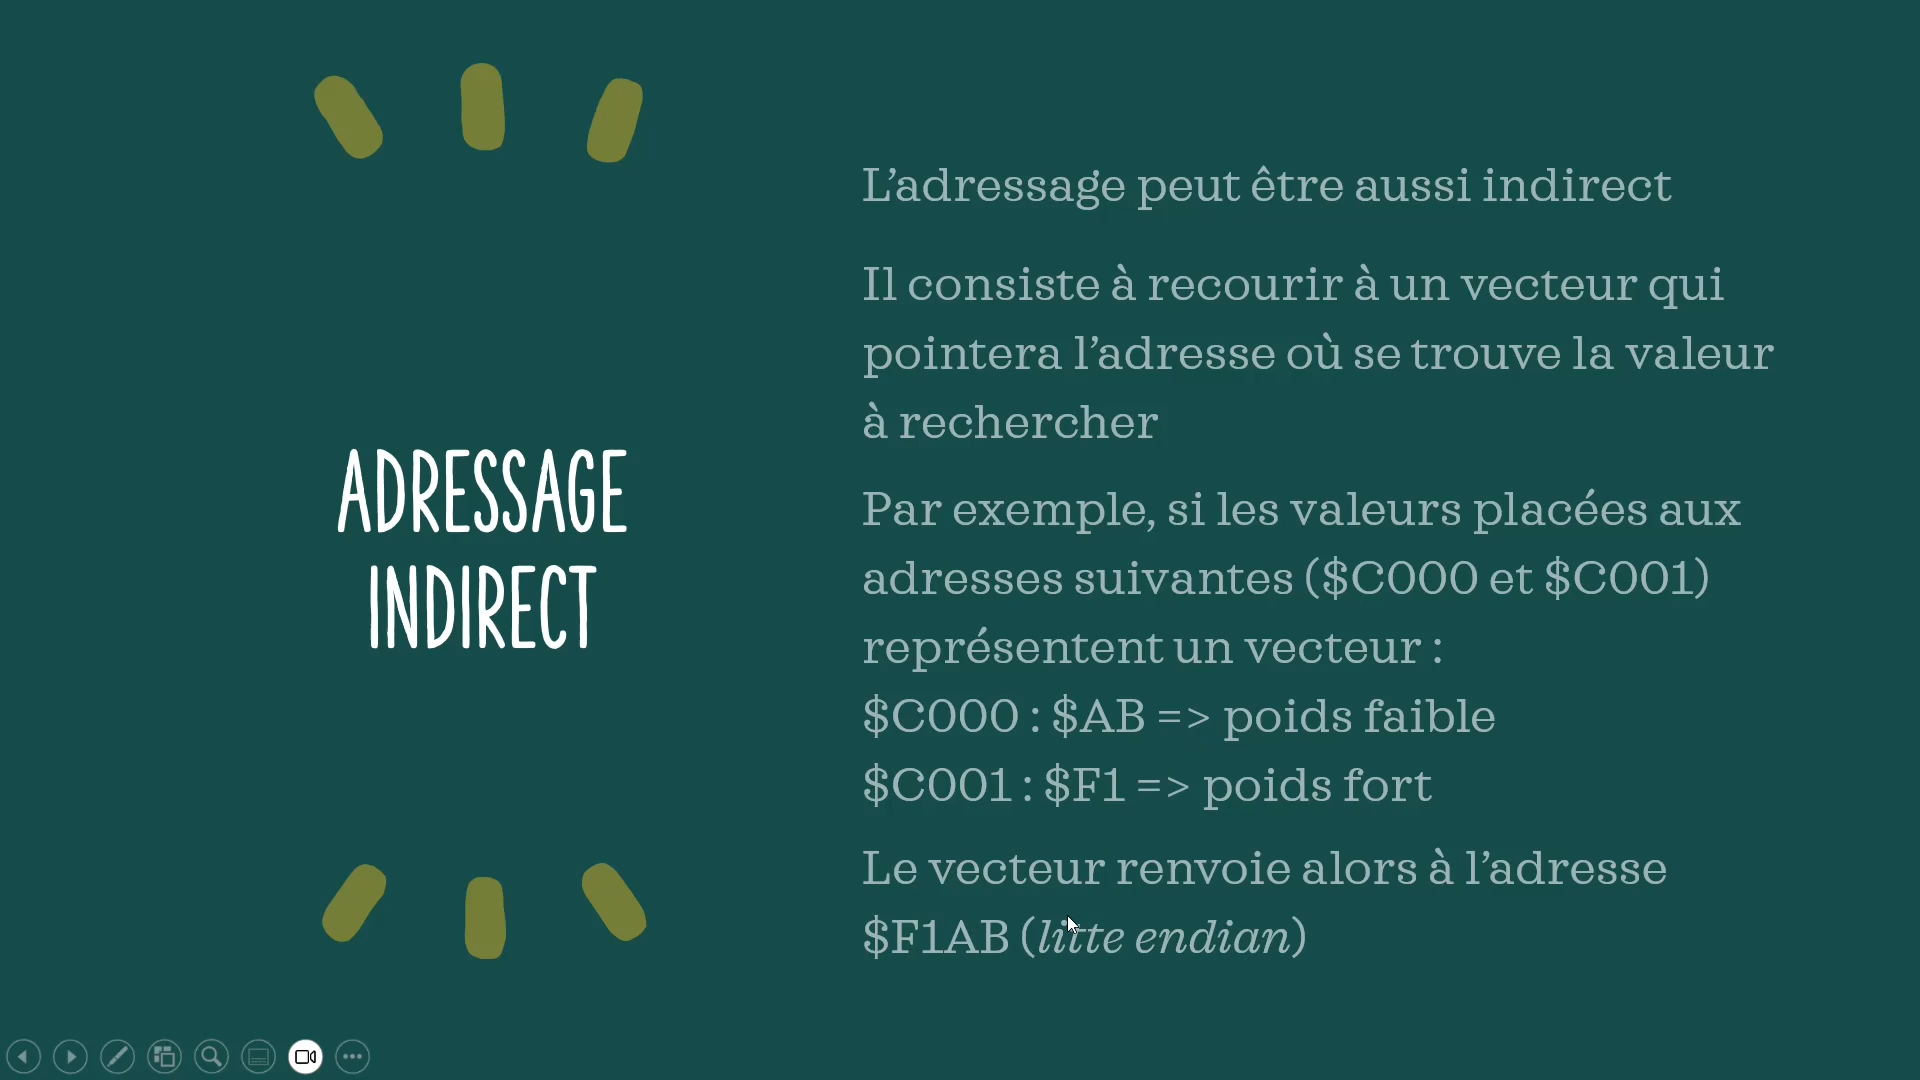 ADRESSAGE
INDIRECT
L’adressage peut être aussi indirect
Il consiste à recourir à un vecteur qui
pointera l’adresse où se trouve la valeur
à rechercher
Par exemple, si les valeurs placées aux
adresses suivantes ($C000 et $C001)
représentent un vecteur :
$C000 : $AB => poids faible
$C001 : $F1 => poids fort
Le vecteur renvoie alors à l’adresse
$F1AB (litte endian)